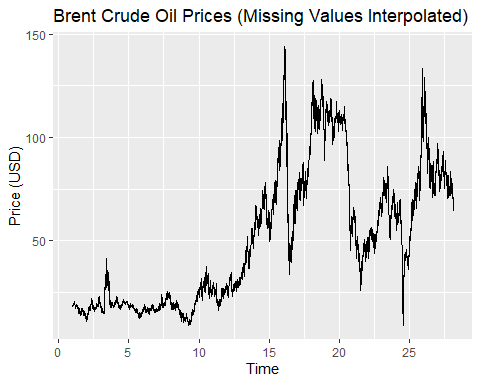 Brent Crude Oil Prices (Missing Values Interpolated)
150
100
50
Price (USD)
0 5 10 15 20 25
Time